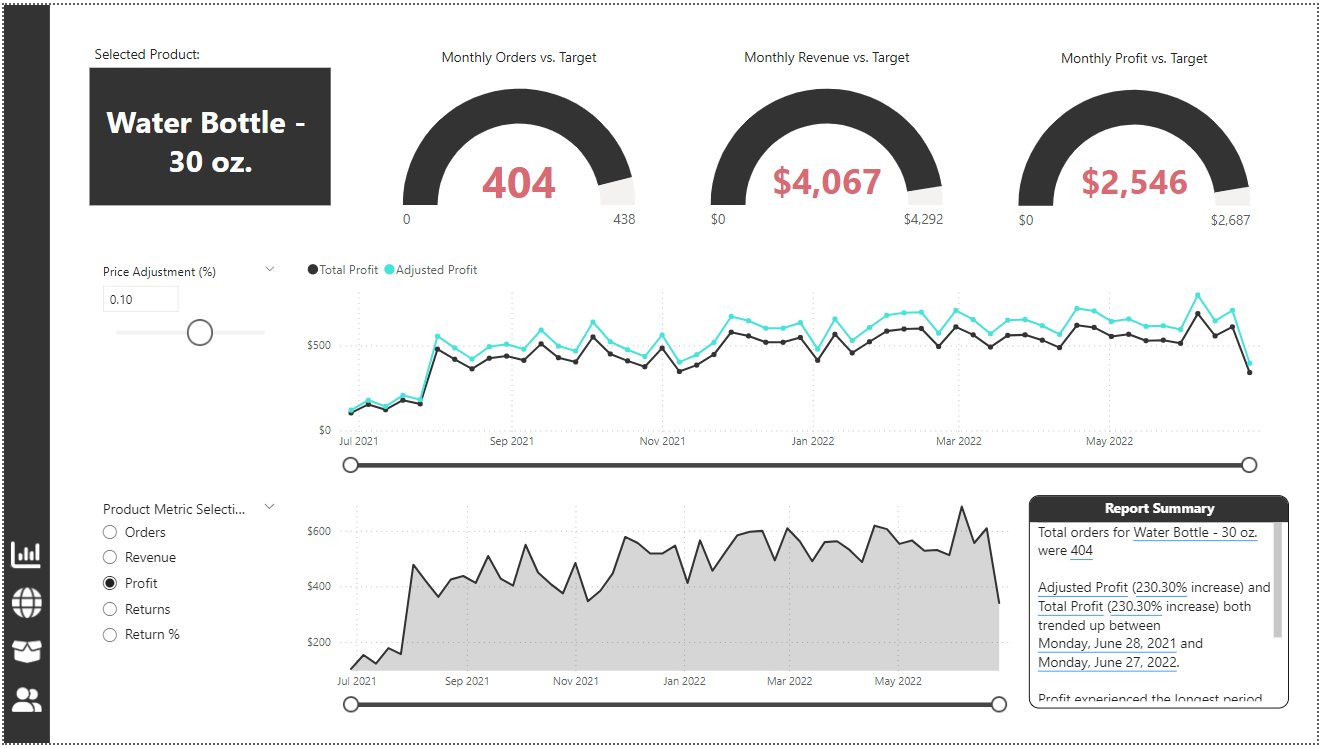 Selected Product:
Water Bottle -
30 oz.
Monthly Orders vs. Target
404
0
438
Monthly Revenue vs. Target
$4,067
$0
$4,292
Monthly Profit vs. Target
$2,546
$0
$2,687
Price Adjustment (%)
0.10
Total Profit
Adjusted Profit
$500
$0
Jul 2021
Sep 2021
Nov 2021
Jan 2022
Mar 2022
May 2022
Product Metric Selecti...
Orders
Revenue
Profit
Returns
Return %
$600
$400
$200
Jul 2021
Sep 2021
Nov 2021
Jan 2022
Mar 2022
May 2022
Report Summary
Total orders for Water Bottle - 30 oz.
were 404
Adjusted Profit (230.30% increase) and
Total Profit (230.30% increase) both
trended up between
Monday, June 28, 2021 and
Monday, June 27, 2022.
Profit experienced the longest period